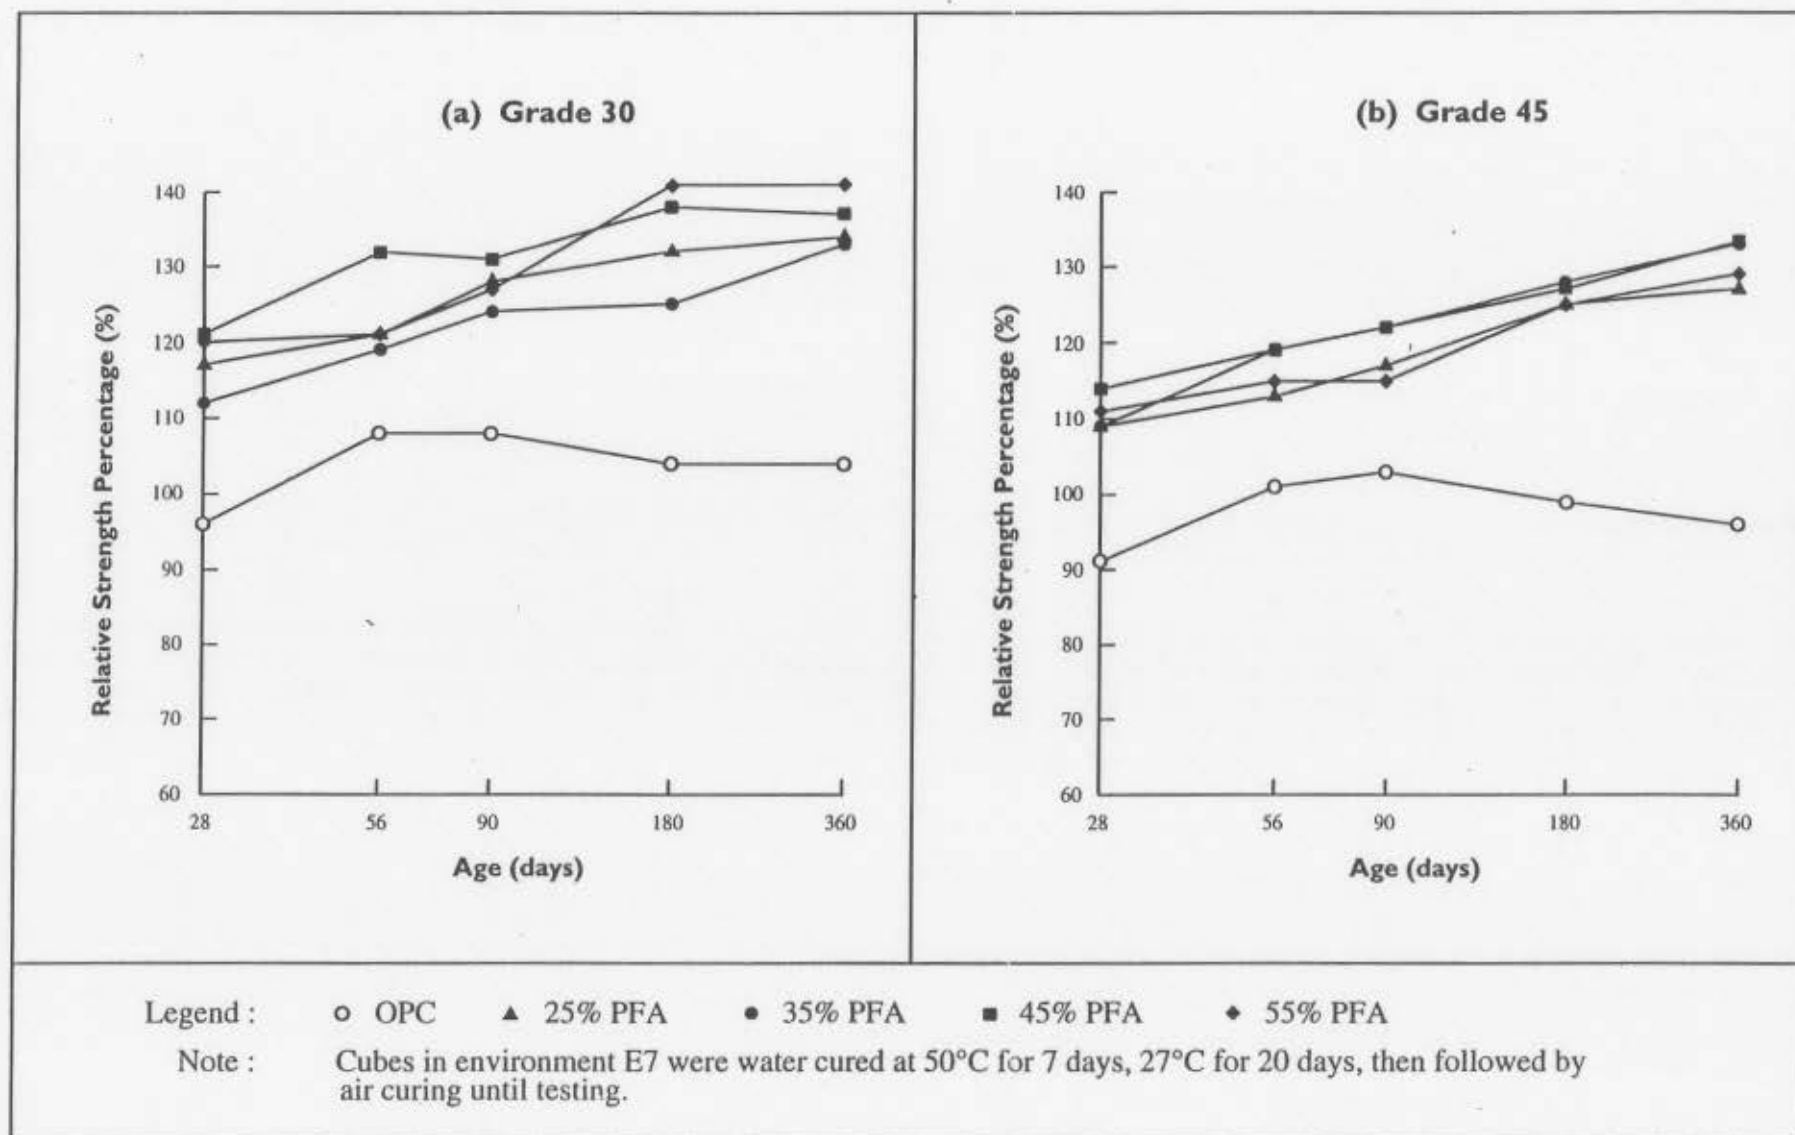 (a) Grade 30
Relative Strength Percentage (%)
140
130
120
110
100
90
80
70
60
28 56 90 180 360
Age (days)
(b) Grade 45
Relative Strength Percentage (%)
140
130
120
110
100
90
80
70
60
28 56 90 180 360
Age (days)
Legend : OPC 25% PFA 35% PFA 45% PFA 55% PFA
Note : Cubes in environment E7 were water cured at 50°C for 7 days, 27°C for 20 days, then followed by
air curing until testing.